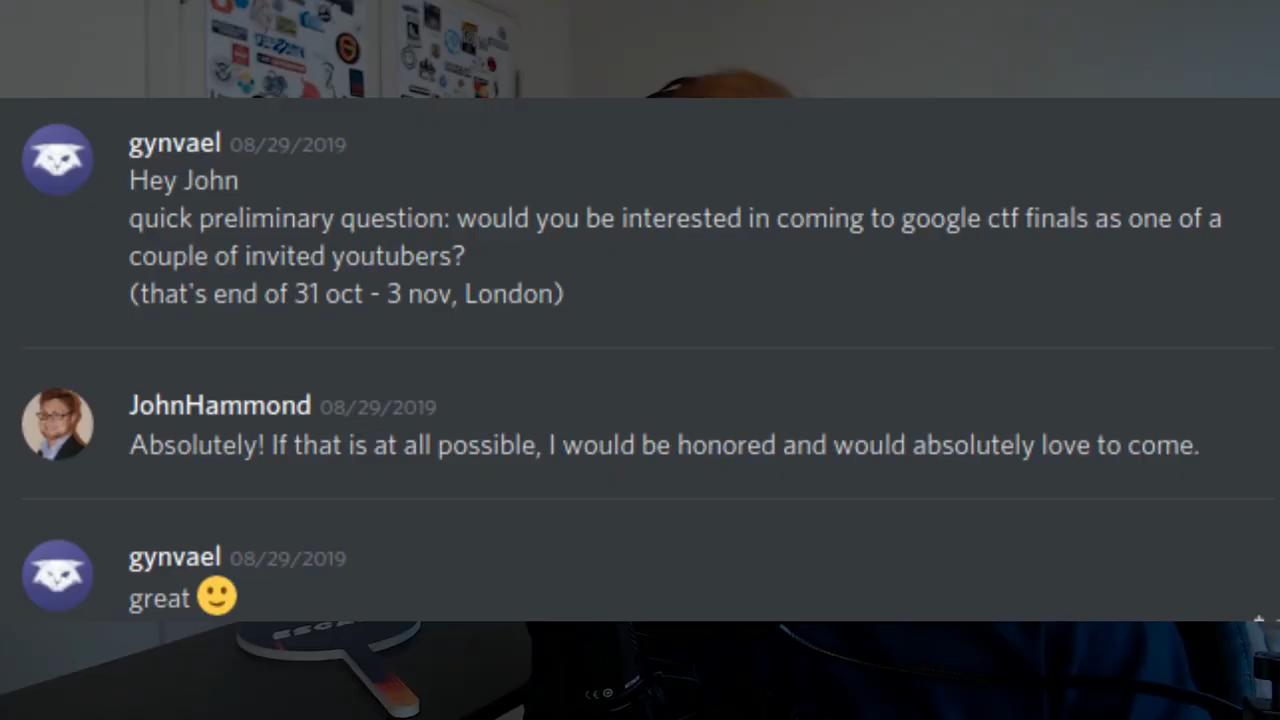 gynvael 08/29/2019
Hey John
quick preliminary question: would you be interested in coming to google ctf finals as one of a
couple of invited youtubers?
(that's end of 31 oct - 3 nov, London)
JohnHammond 08/29/2019
Absolutely! If that is at all possible, I would be honored and would absolutely love to come.
gynvael 08/29/2019
great 🙂